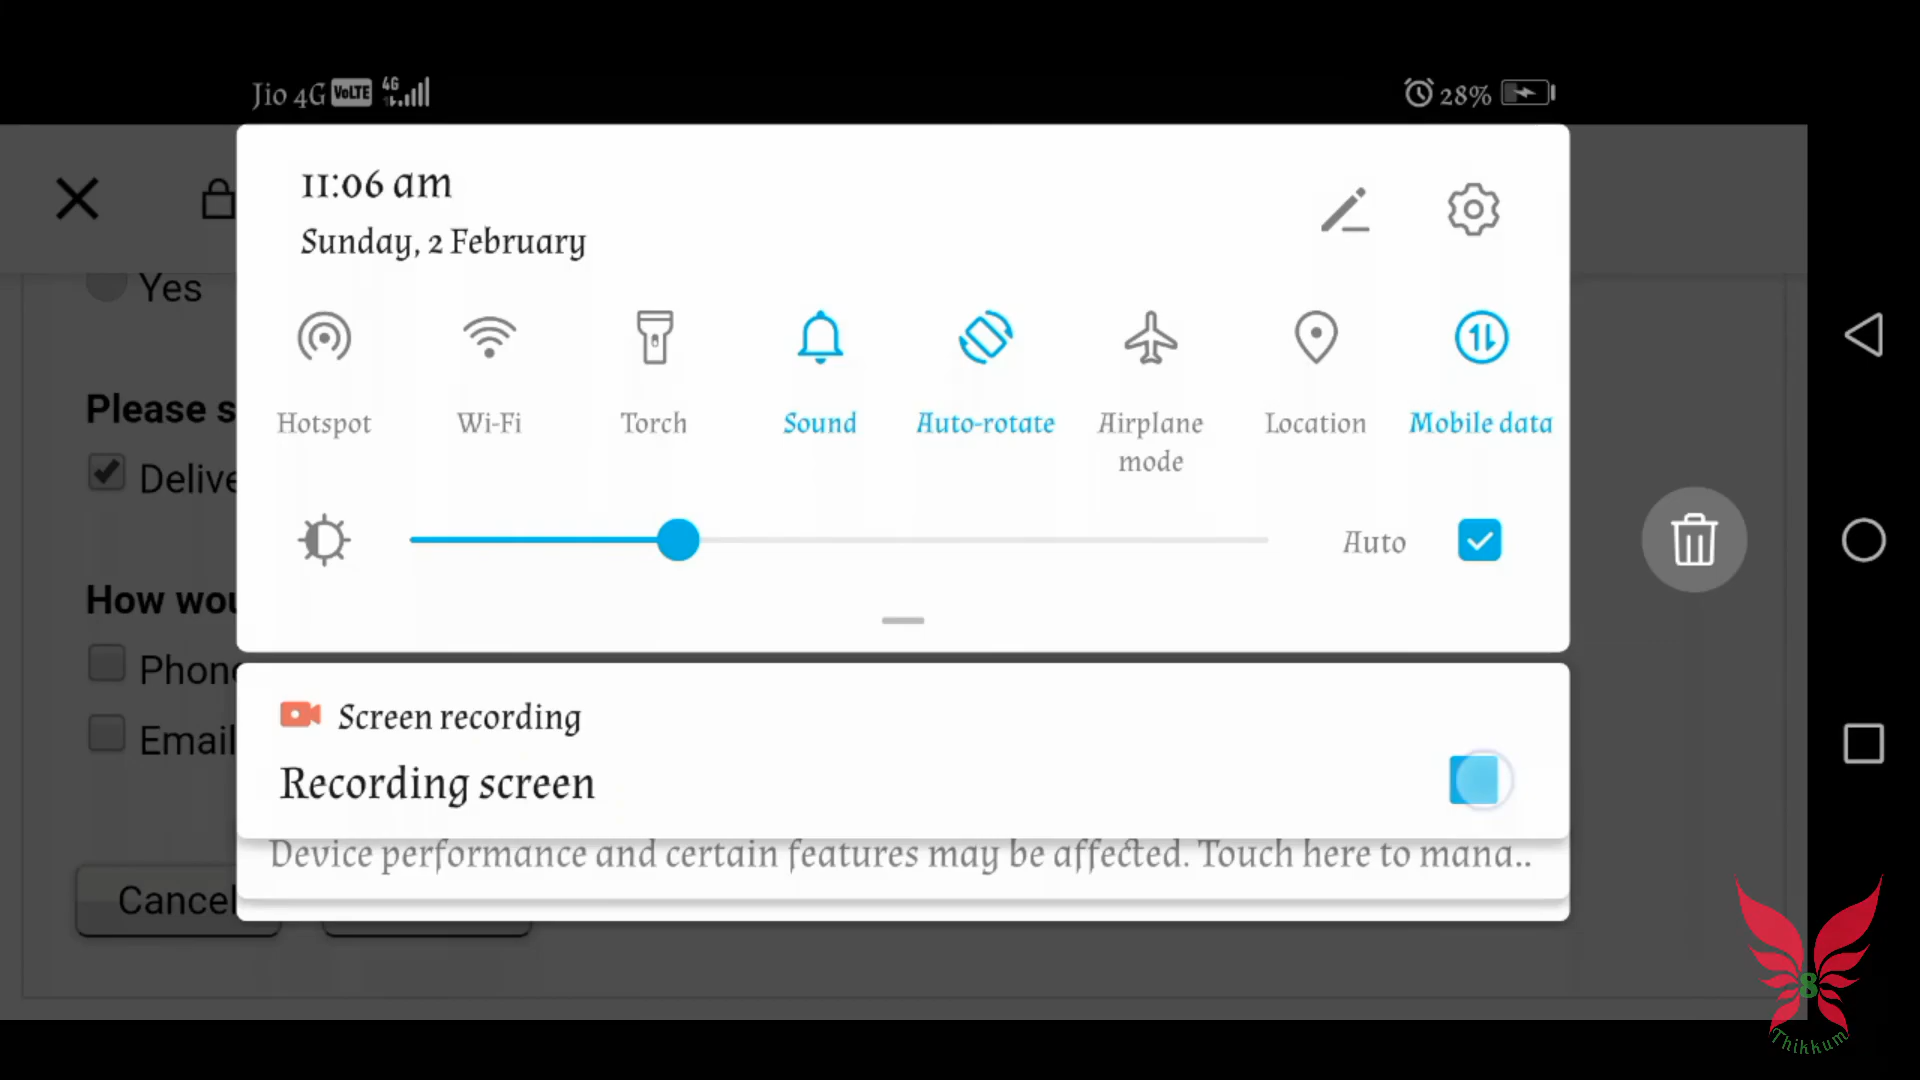 Jio 4G VoLTE 4G
28%
11:06 am
Sunday, 2 February
Yes
Hotspot
Wi-Fi
Torch
Sound
Auto-rotate
Airplane mode
Location
Mobile data
Please s
Delive
Auto
How wou
Phone
Email
Screen recording
Recording screen
Device performance and certain features may be affected. Touch here to mana..
Cancel
8
Thikkum